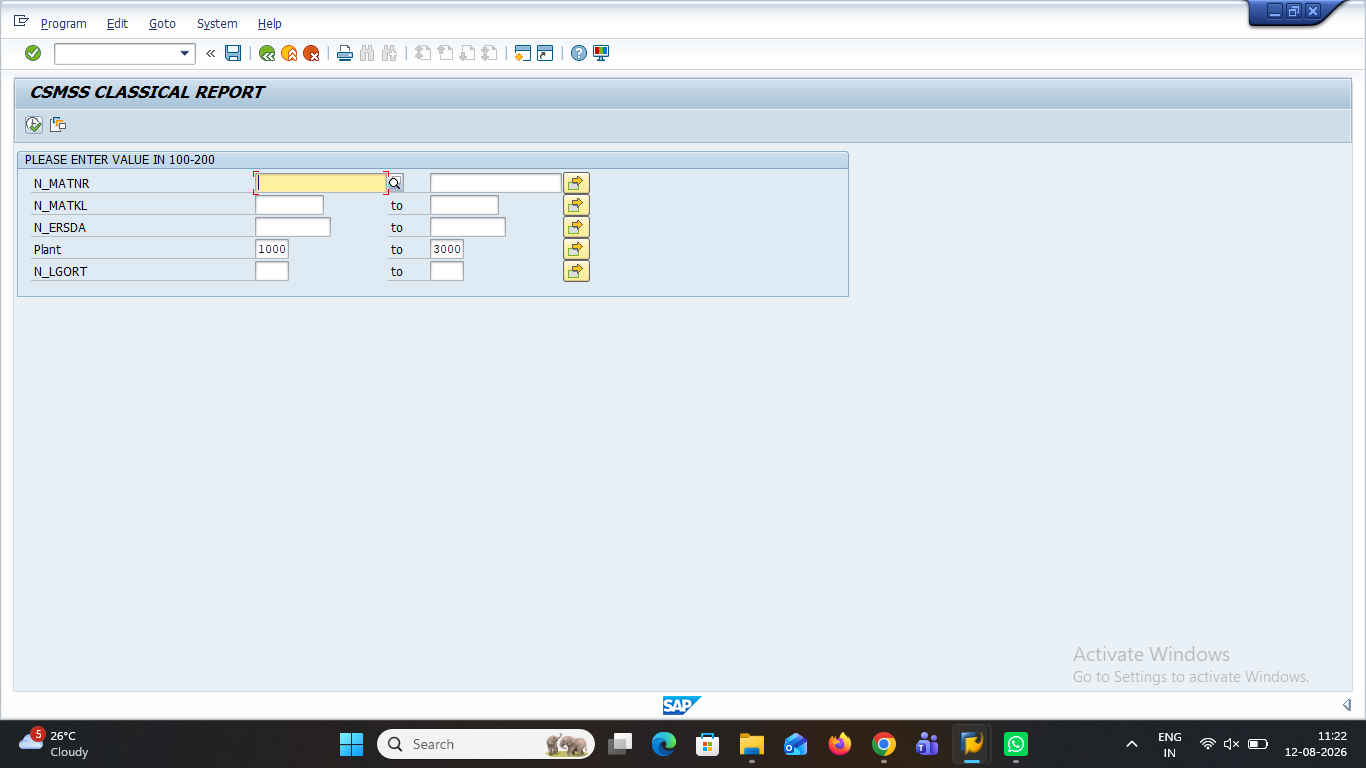 Program Edit Goto System Help
CSMSS CLASSICAL REPORT
PLEASE ENTER VALUE IN 100-200
N_MATNR
N_MATKL to
N_ERSDA to
Plant 1000 to 3000
N_LGORT to
Activate Windows
Go to Settings to activate Windows.
SAP
5 26°C
Cloudy
Search
ENG
IN
11:22
12-08-2026